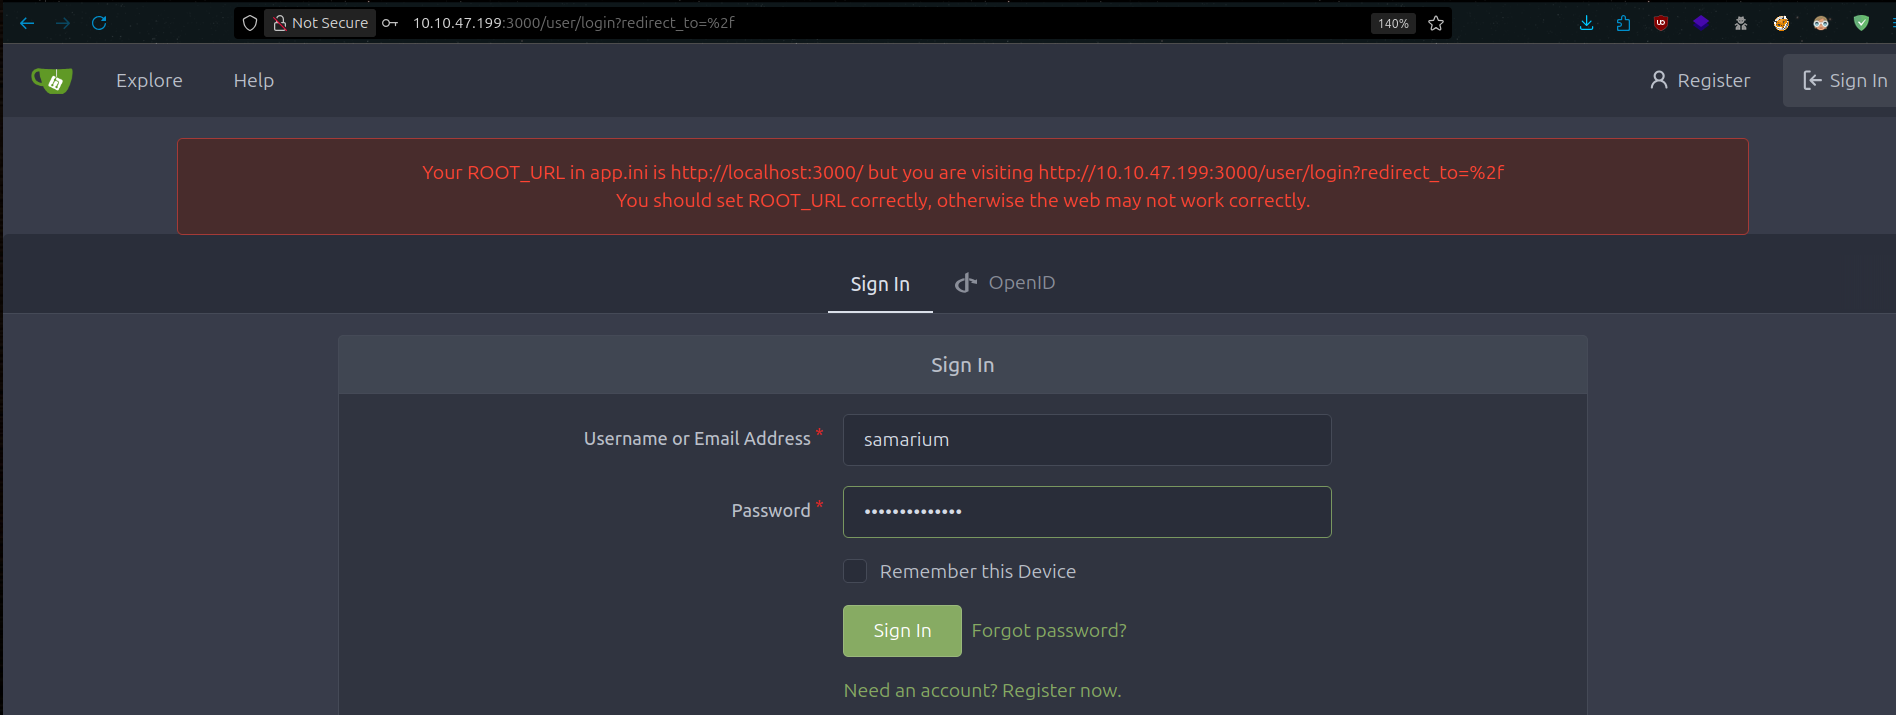 Not Secure 10.10.47.199:3000/user/login?redirect_to=%2f 140%
Explore Help Register Sign In
Your ROOT_URL in app.ini is http://localhost:3000/ but you are visiting http://10.10.47.199:3000/user/login?redirect_to=%2f
You should set ROOT_URL correctly, otherwise the web may not work correctly.
Sign In OpenID
Sign In
Username or Email Address * samarium
Password * ••••••••••••••
Remember this Device
Sign In Forgot password?
Need an account? Register now.